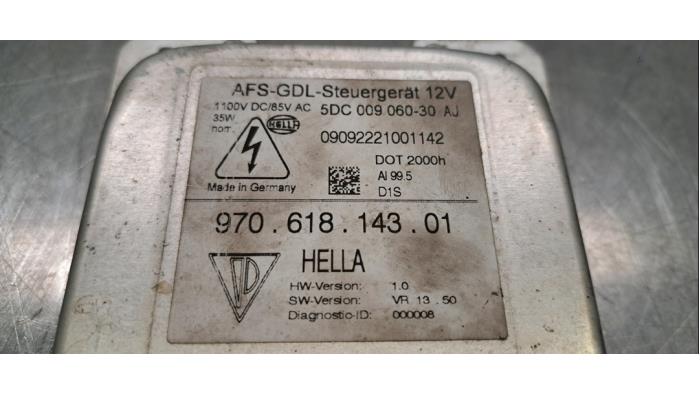 AFS-GDL-Steuergerät 12V
1100V DC/85V AC 5DC 009 060-30 AJ
35W
nom.
HELLA
09092221001142
DOT 2000h
Al 99.5
D1S
Made in Germany
970.618.143.01
HELLA
HW-Version: 1.0
SW-Version: VR 13.50
Diagnostic-ID: 000008